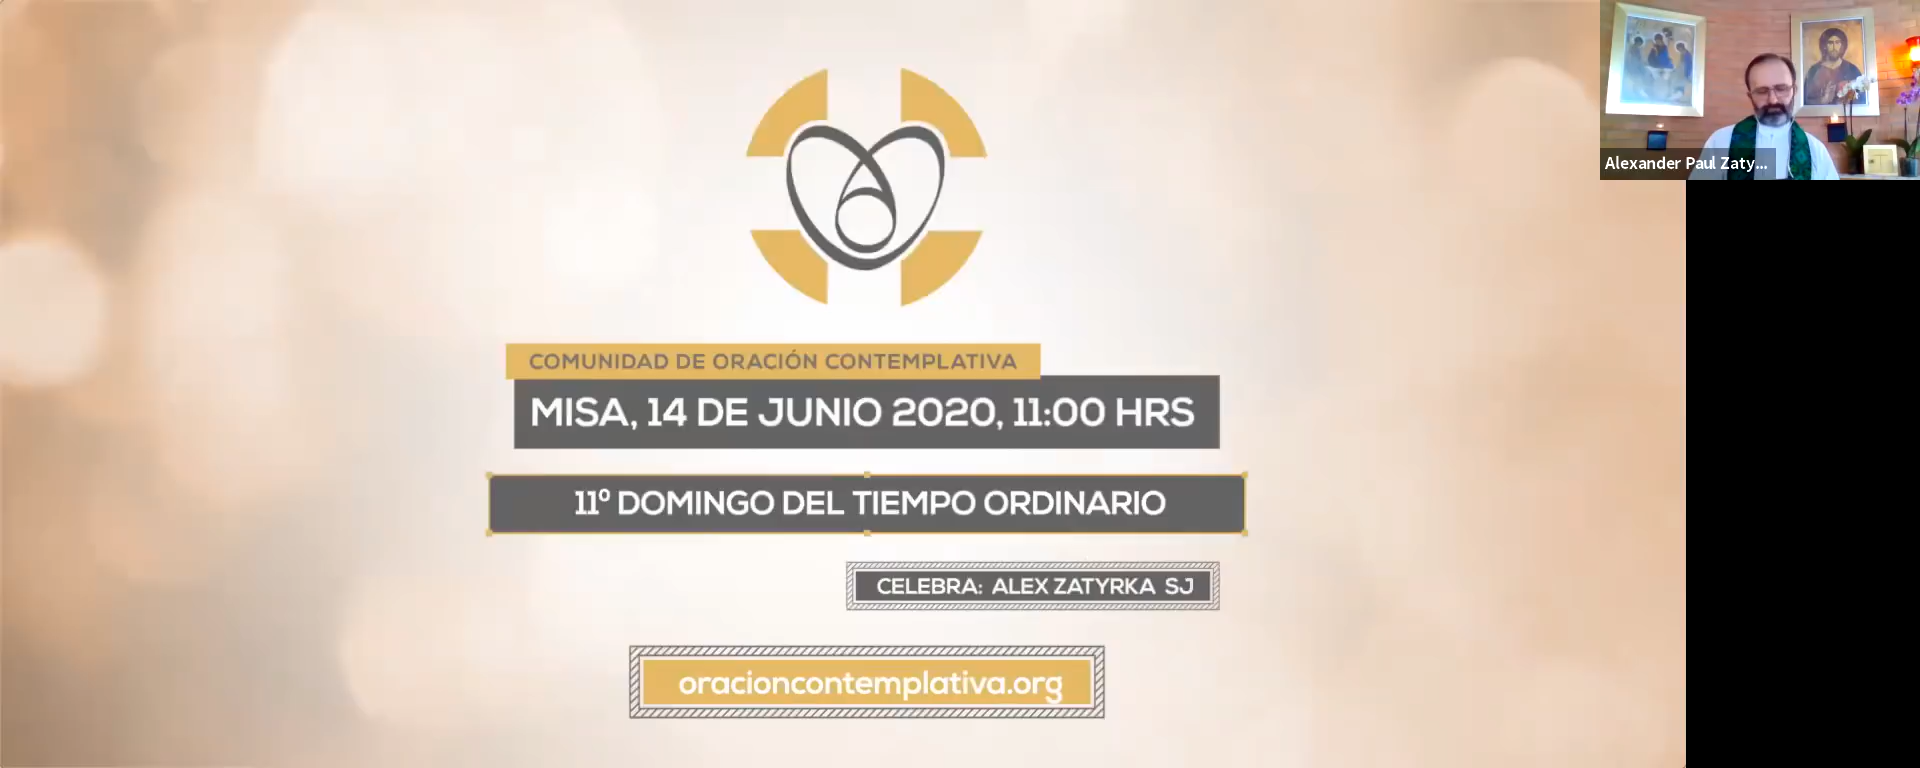 COMUNIDAD DE ORACIÓN CONTEMPLATIVA
MISA, 14 DE JUNIO 2020, 11:00 HRS
11º DOMINGO DEL TIEMPO ORDINARIO
CELEBRA: ALEX ZATYRKA SJ
oracioncontemplativa.org
Alexander Paul Zaty...